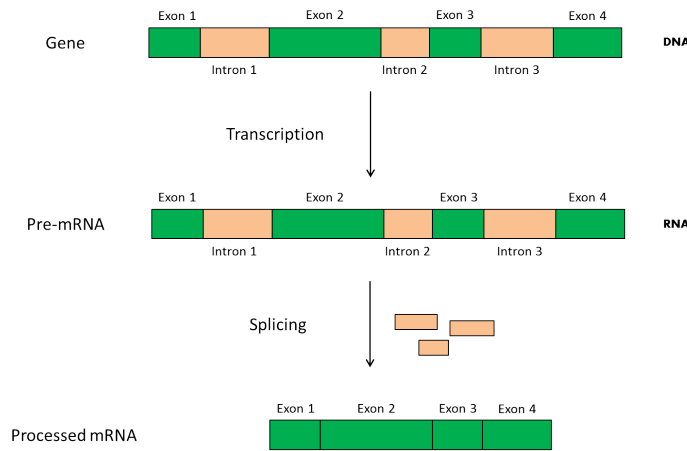 Exon 1 Exon 2 Exon 3 Exon 4
Gene DNA
Intron 1 Intron 2 Intron 3
Transcription
Exon 1 Exon 2 Exon 3 Exon 4
Pre-mRNA RNA
Intron 1 Intron 2 Intron 3
Splicing
Exon 1 Exon 2 Exon 3 Exon 4
Processed mRNA